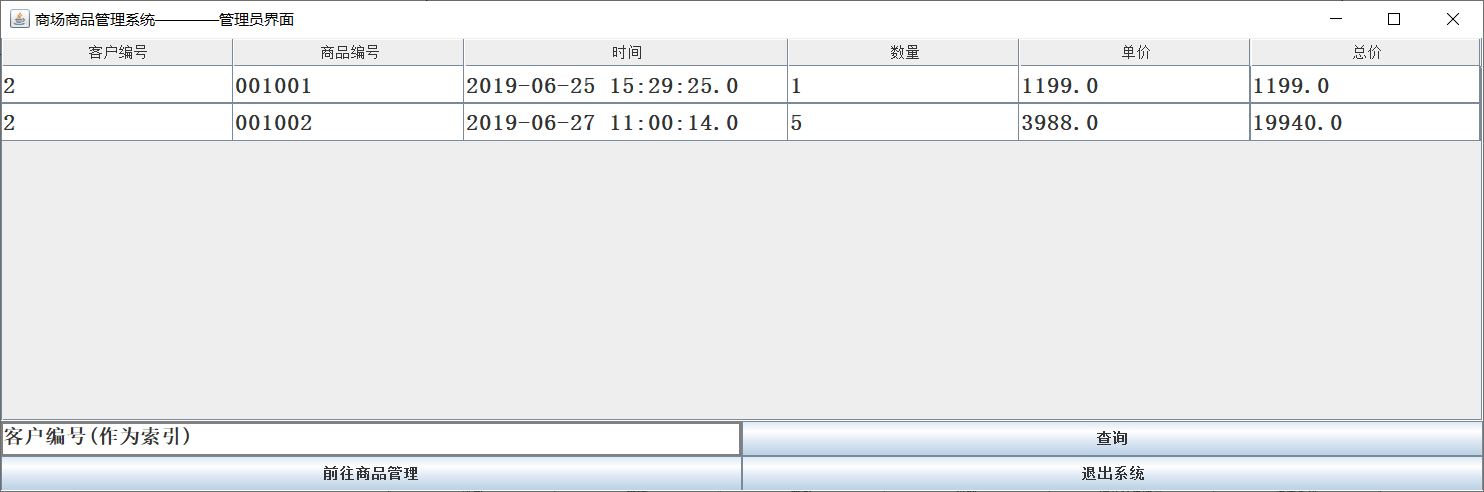 商场商品管理系统————管理员界面
客户编号 商品编号 时间 数量 单价 总价
2 001001 2019-06-25 15:29:25.0 1 1199.0 1199.0
2 001002 2019-06-27 11:00:14.0 5 3988.0 19940.0
客户编号(作为索引) 查询
前往商品管理 退出系统